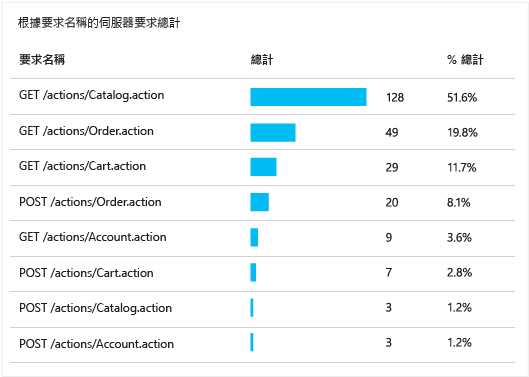 根據要求名稱的伺服器要求總計
要求名稱 總計 % 總計
GET /actions/Catalog.action 128 51.6%
GET /actions/Order.action 49 19.8%
GET /actions/Cart.action 29 11.7%
POST /actions/Order.action 20 8.1%
GET /actions/Account.action 9 3.6%
POST /actions/Cart.action 7 2.8%
POST /actions/Catalog.action 3 1.2%
POST /actions/Account.action 3 1.2%